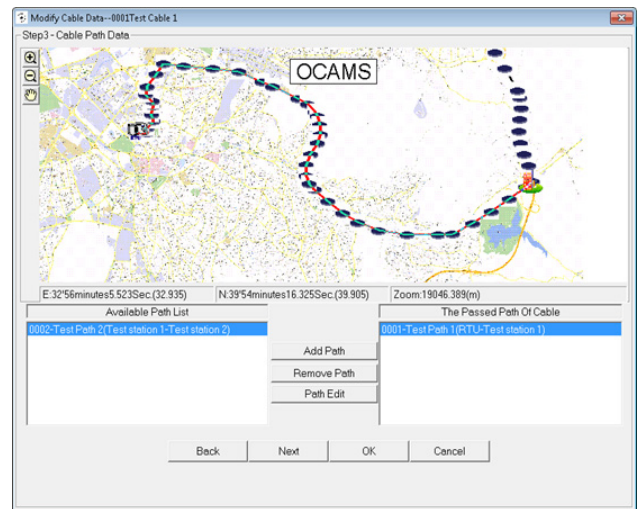 Modify Cable Data--0001Test Cable 1
Step3 - Cable Path Data
OCAMS
E:32"56minutes5.523Sec.(32.935) N:39"54minutes16.325Sec.(39.905) Zoom:19046.389(m)
Available Path List The Passed Path Of Cable
0002-Test Path 2(Test station 1-Test station 2) 0001-Test Path 1(RTU-Test station 1)
Add Path
Remove Path
Path Edit
Back Next OK Cancel